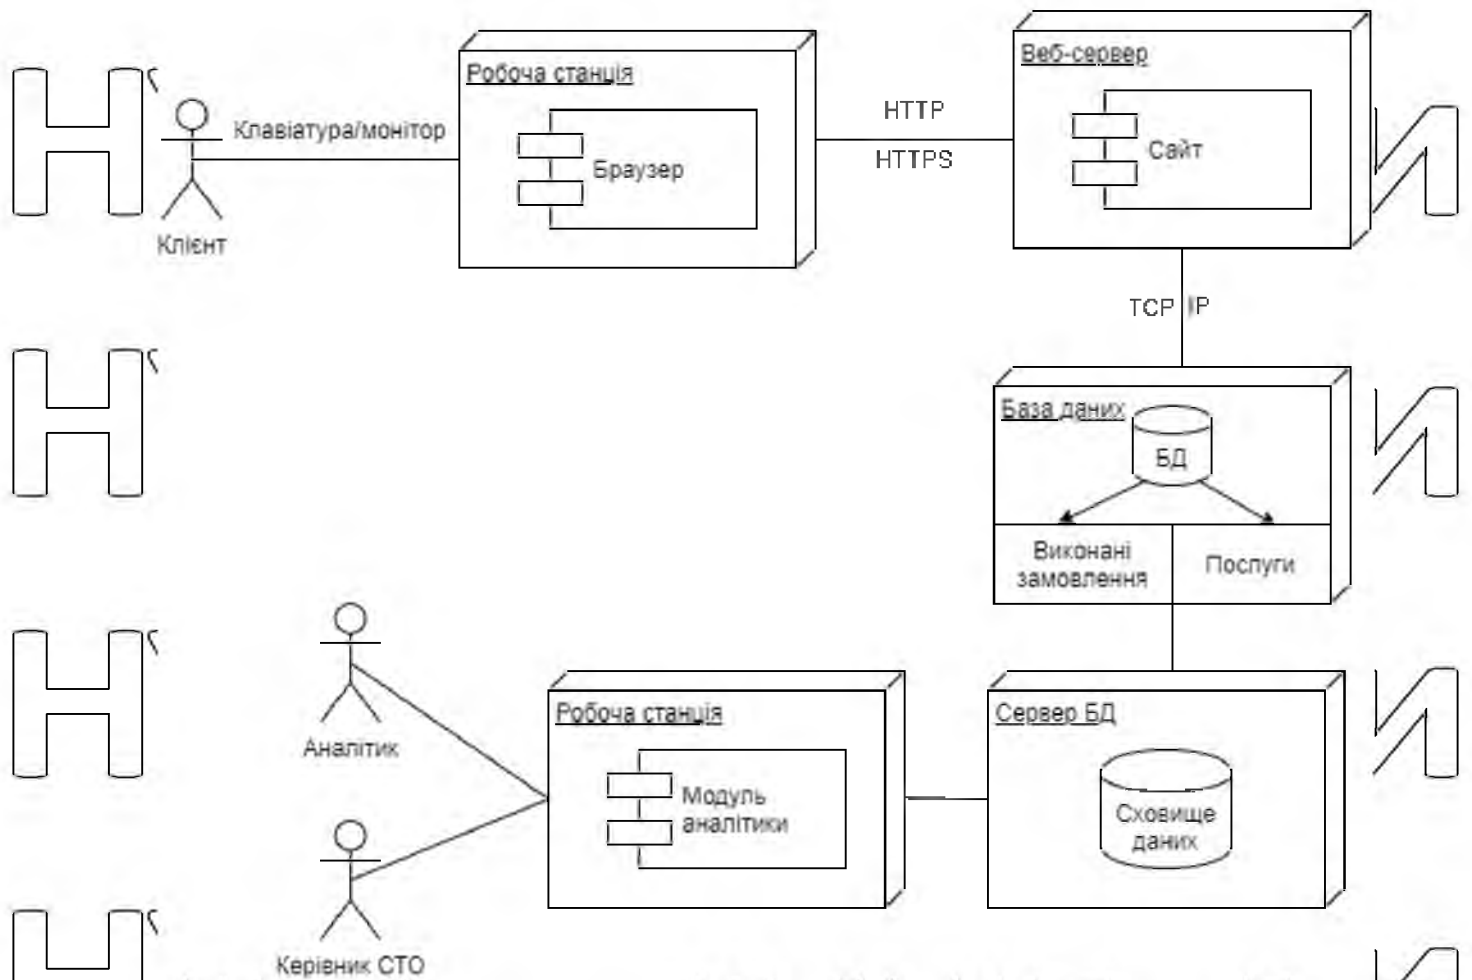 Робоча станція
Веб-сервер
Клавіатура/монітор
HTTP
Браузер
Сайт
HTTPS
Клієнт
TCP IP
База даних
БД
Виконані
замовлення
Послуги
Робоча станція
Сервер БД
Аналітик
Модуль
аналітики
Сховище
даних
Керівник СТО